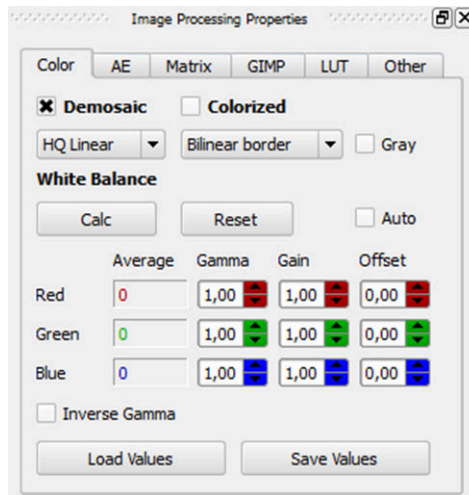 Image Processing Properties
Color AE Matrix GIMP LUT Other
Demosaic Colorized
HQ Linear Bilinear border Gray
White Balance
Calc Reset Auto
Average Gamma Gain Offset
Red 0 1,00 1,00 0,00
Green 0 1,00 1,00 0,00
Blue 0 1,00 1,00 0,00
Inverse Gamma
Load Values Save Values